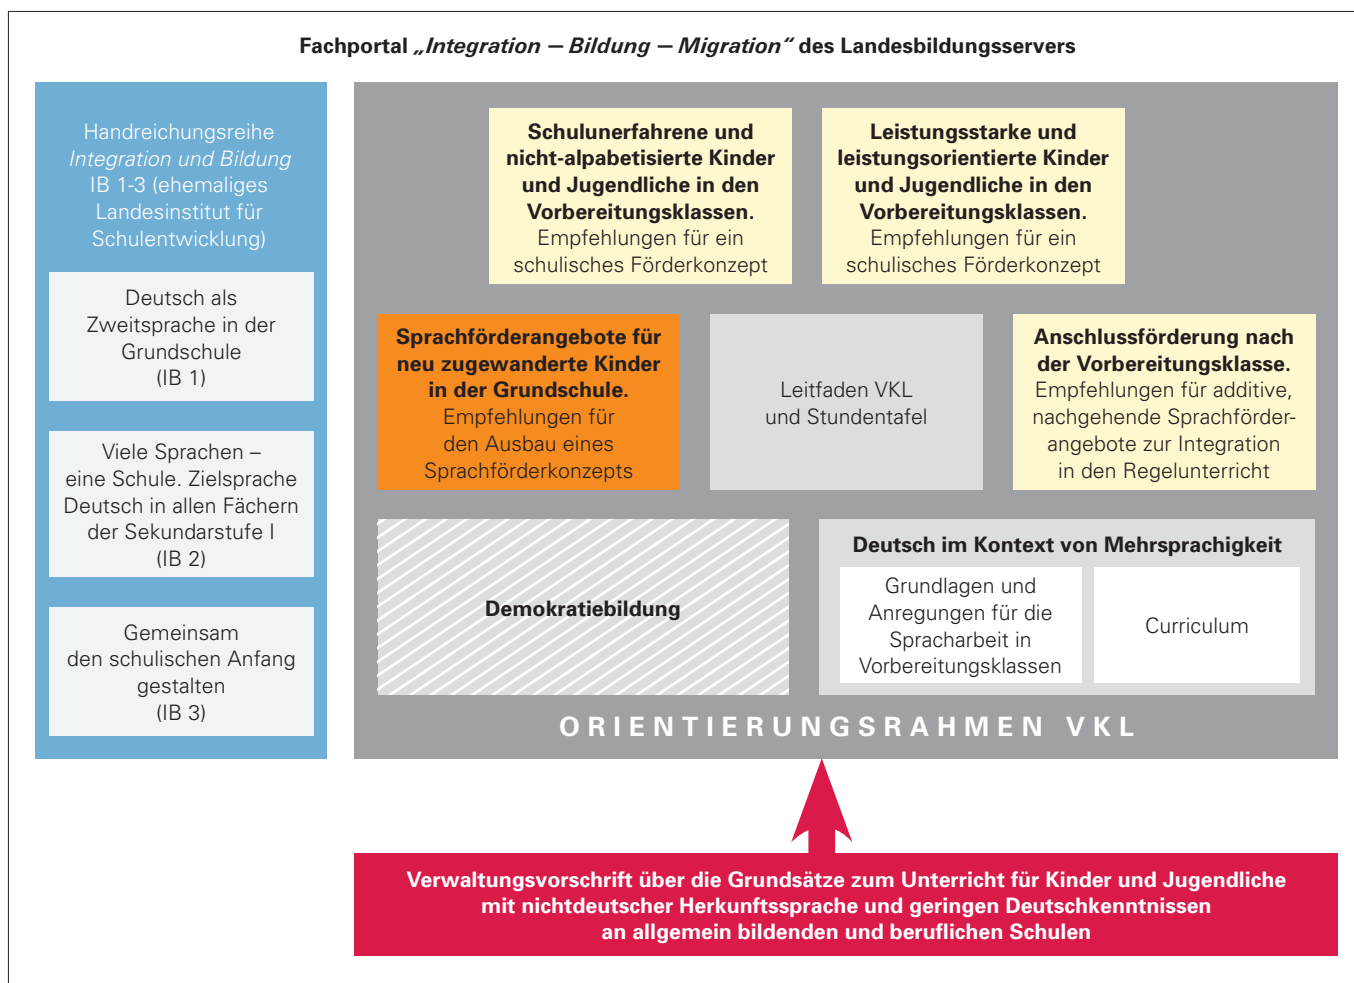 Fachportal „Integration – Bildung – Migration“ des Landesbildungsservers
Handreichungsreihe
Integration und Bildung
IB 1-3 (ehemaliges
Landesinstitut für
Schulentwicklung)
Deutsch als
Zweitsprache in der
Grundschule
(IB 1)
Viele Sprachen –
eine Schule. Zielsprache
Deutsch in allen Fächern
der Sekundarstufe I
(IB 2)
Gemeinsam
den schulischen Anfang
gestalten
(IB 3)
Schulunerfahrene und
nicht-alpabetisierte Kinder
und Jugendliche in den
Vorbereitungsklassen.
Empfehlungen für ein
schulisches Förderkonzept
Leistungsstarke und
leistungsorientierte Kinder
und Jugendliche in den
Vorbereitungsklassen.
Empfehlungen für ein
schulisches Förderkonzept
Sprachförderangebote für
neu zugewanderte Kinder
in der Grundschule.
Empfehlungen für
den Ausbau eines
Sprachförderkonzepts
Leitfaden VKL
und Stundentafel
Anschlussförderung nach
der Vorbereitungsklasse.
Empfehlungen für additive,
nachgehende Sprachförder-
angebote zur Integration
in den Regelunterricht
Demokratiebildung
Deutsch im Kontext von Mehrsprachigkeit
Grundlagen und
Anregungen für die
Spracharbeit in
Vorbereitungsklassen
Curriculum
ORIENTIERUNGSRAHMEN VKL
Verwaltungsvorschrift über die Grundsätze zum Unterricht für Kinder und Jugendliche
mit nichtdeutscher Herkunftssprache und geringen Deutschkenntnissen
an allgemein bildenden und beruflichen Schulen